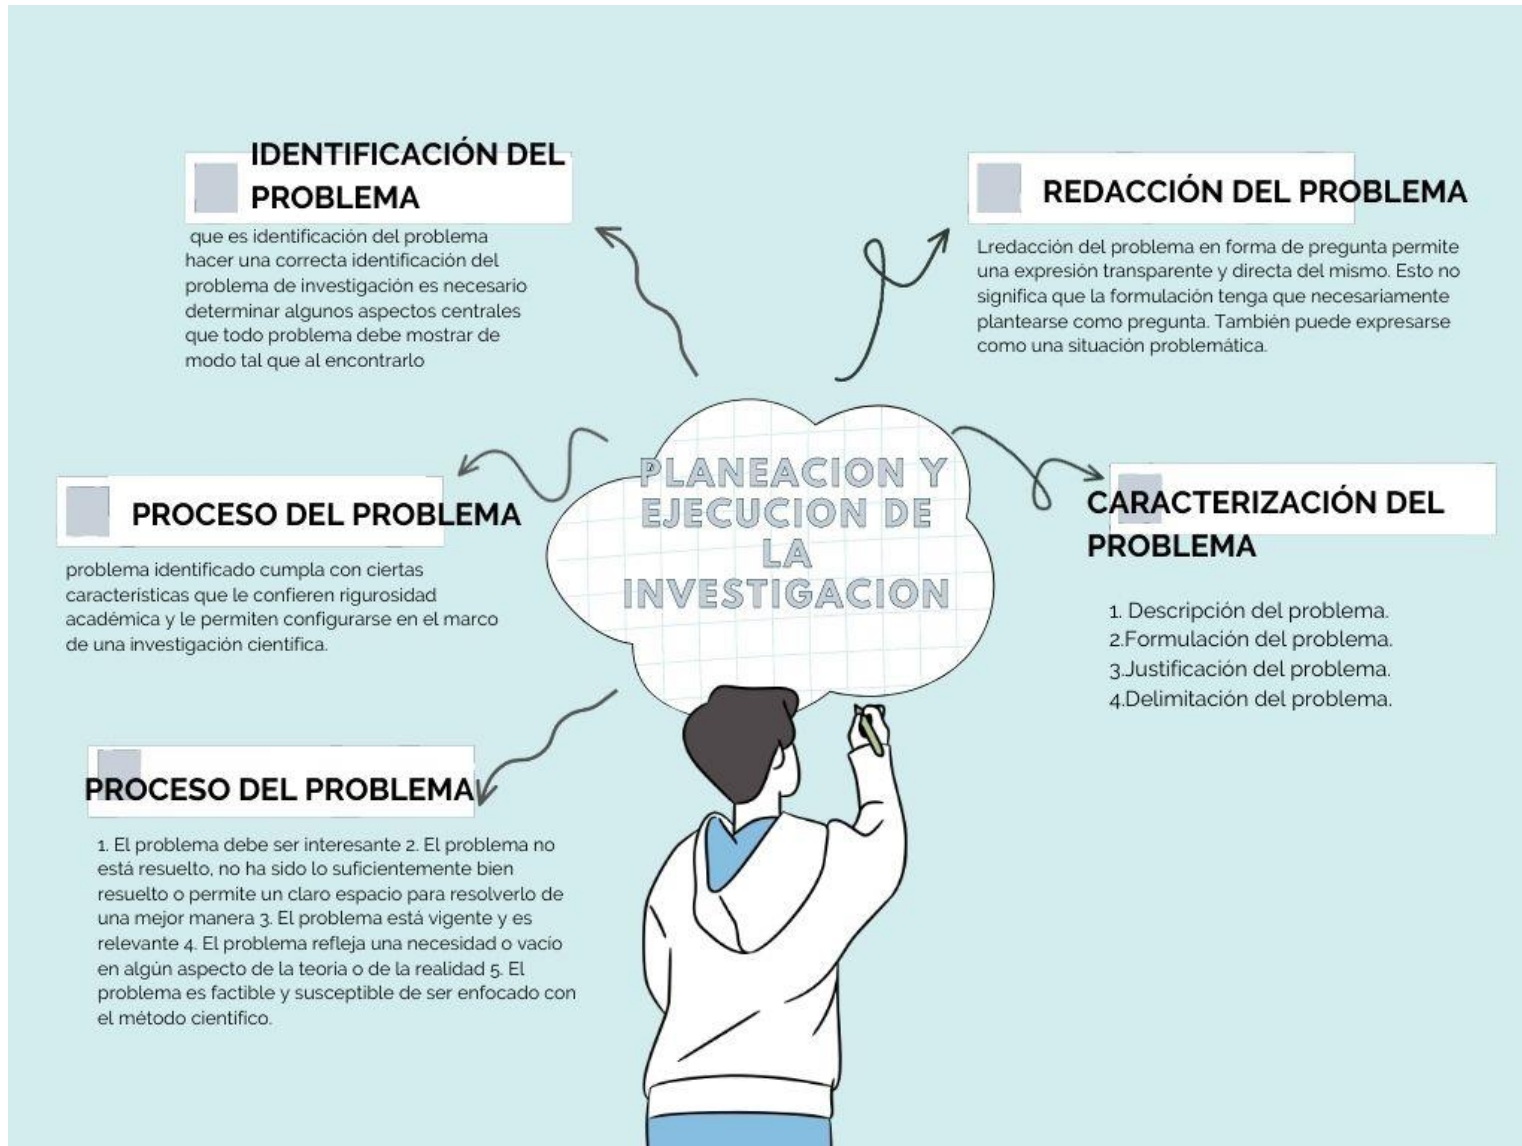 IDENTIFICACIÓN DEL
PROBLEMA
que es identificación del problema
hacer una correcta identificación del
problema de investigación es necesario
determinar algunos aspectos centrales
que todo problema debe mostrar de
modo tal que al encontrarlo
REDACCIÓN DEL PROBLEMA
Lredacción del problema en forma de pregunta permite
una expresión transparente y directa del mismo. Esto no
significa que la formulación tenga que necesariamente
plantearse como pregunta. También puede expresarse
como una situación problemática.
PLANEACION Y
EJECUCION DE
LA
INVESTIGACION
PROCESO DEL PROBLEMA
problema identificado cumpla con ciertas
características que le confieren rigurosidad
académica y le permiten configurarse en el marco
de una investigación científica.
CARACTERIZACIÓN DEL
PROBLEMA
1. Descripción del problema.
2.Formulación del problema.
3.Justificación del problema.
4.Delimitación del problema.
PROCESO DEL PROBLEMA
1. El problema debe ser interesante 2. El problema no
está resuelto, no ha sido lo suficientemente bien
resuelto o permite un claro espacio para resolverlo de
una mejor manera 3. El problema está vigente y es
relevante 4. El problema refleja una necesidad o vacío
en algún aspecto de la teoría o de la realidad 5. El
problema es factible y susceptible de ser enfocado con
el método científico.